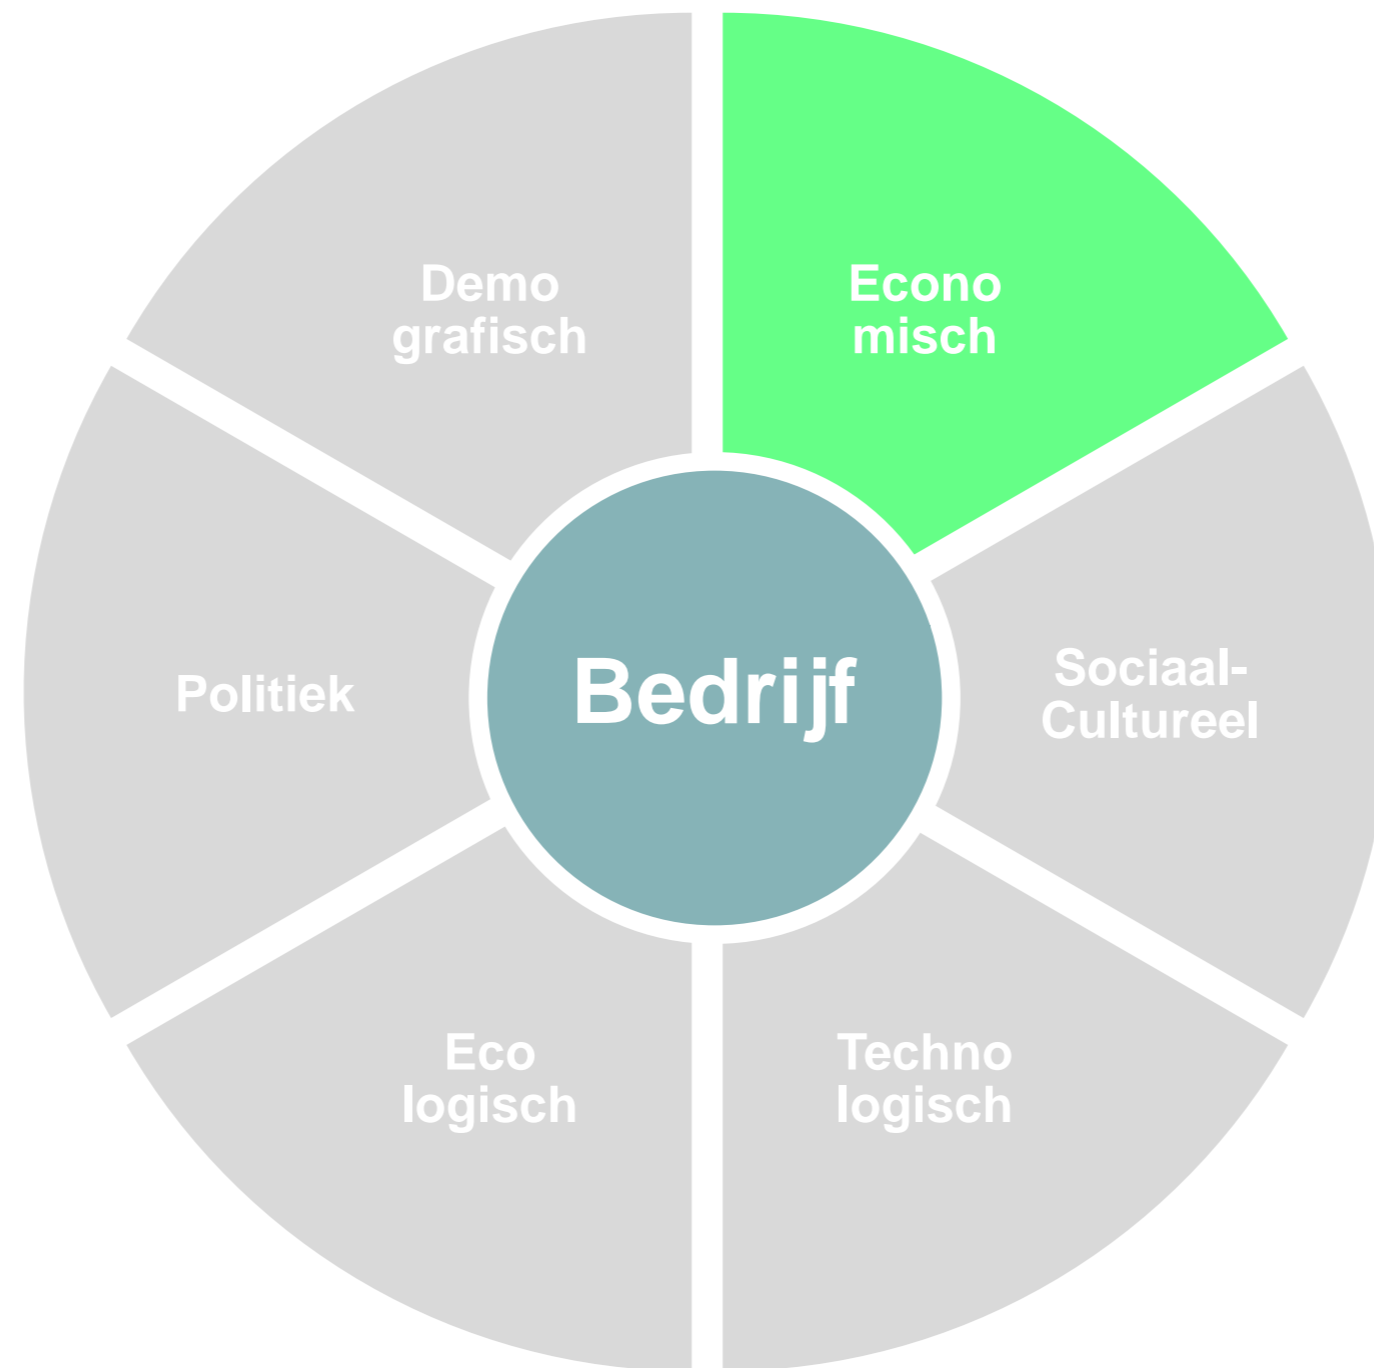 Demo
grafisch
Econo
misch
Politiek
Bedrijf
Sociaal-
Cultureel
Eco
logisch
Techno
logisch